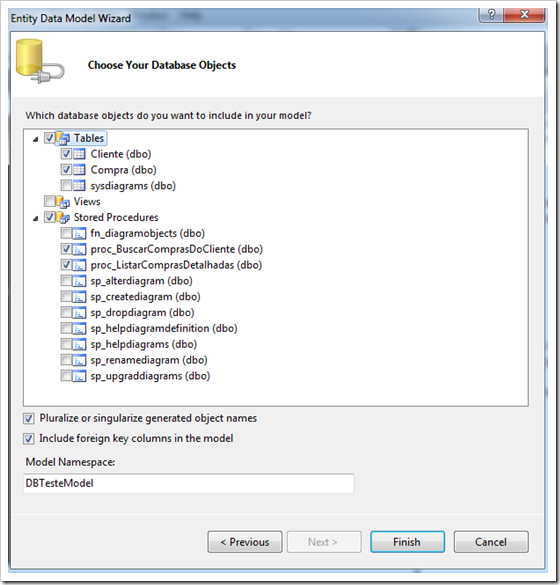 Entity Data Model Wizard
?
Choose Your Database Objects
Which database objects do you want to include in your model?
Tables
Cliente (dbo)
Compra (dbo)
sysdiagrams (dbo)
Views
Stored Procedures
fn_diagramobjects (dbo)
proc_BuscarComprasDoCliente (dbo)
proc_ListarComprasDetalhadas (dbo)
sp_alterdiagram (dbo)
sp_creatediagram (dbo)
sp_dropdiagram (dbo)
sp_helpdiagramdefinition (dbo)
sp_helpdiagrams (dbo)
sp_renamediagram (dbo)
sp_upgraddiagrams (dbo)
Pluralize or singularize generated object names
Include foreign key columns in the model
Model Namespace:
DBTesteModel
< Previous
Next >
Finish
Cancel